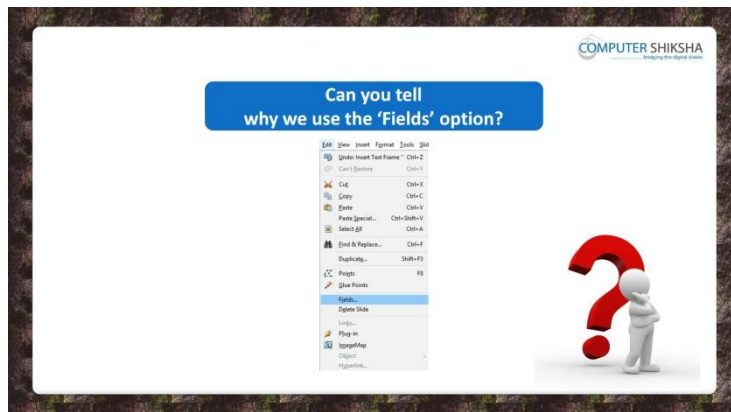 COMPUTER SHIKSHA
bridging the digital divide
Can you tell
why we use the ‘Fields’ option?
Edit View Insert Format Tools Slid
Undo: Insert Text Frame " Ctrl+Z
Can't Restore Ctrl+Y
Cut Ctrl+X
Copy Ctrl+C
Paste Ctrl+V
Paste Special... Ctrl+Shift+V
Select All Ctrl+A
Find & Replace... Ctrl+F
Duplicate... Shift+F3
Points F8
Glue Points
Fields...
Delete Slide
Links...
Plug-in
ImageMap
Object
Hyperlink...